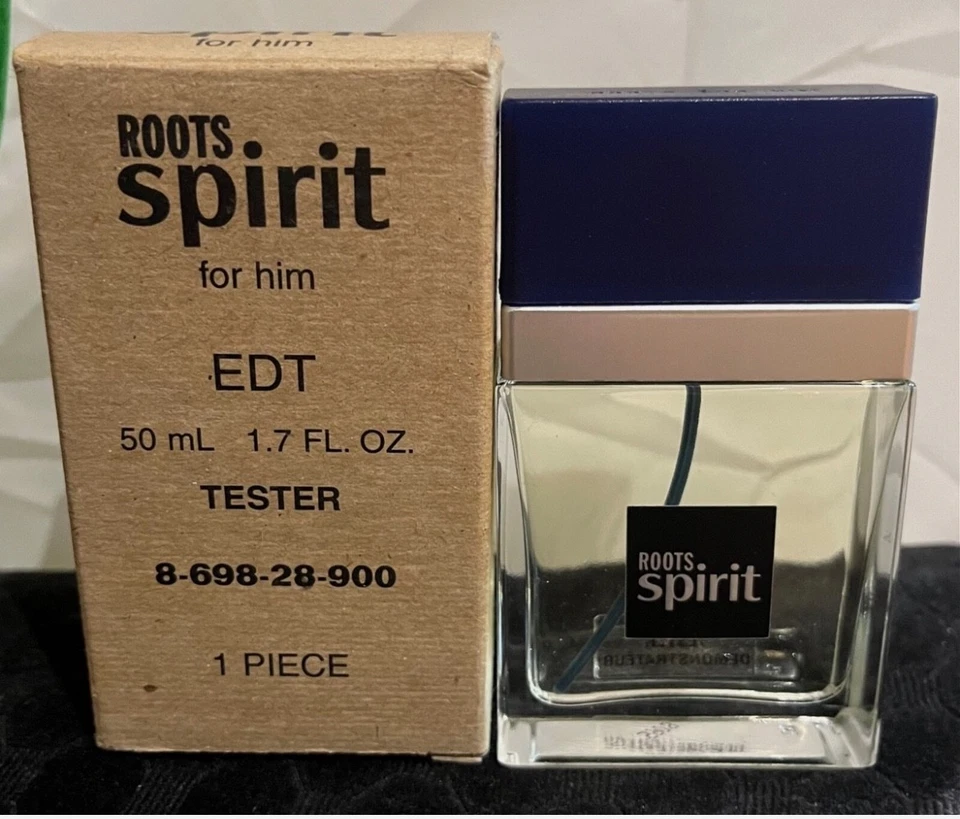 for him
ROOTS
spirit
for him
EDT
50 mL 1.7 FL. OZ.
TESTER
8-698-28-900
1 PIECE
ROOTS
spirit
DEMONSTRATEUR